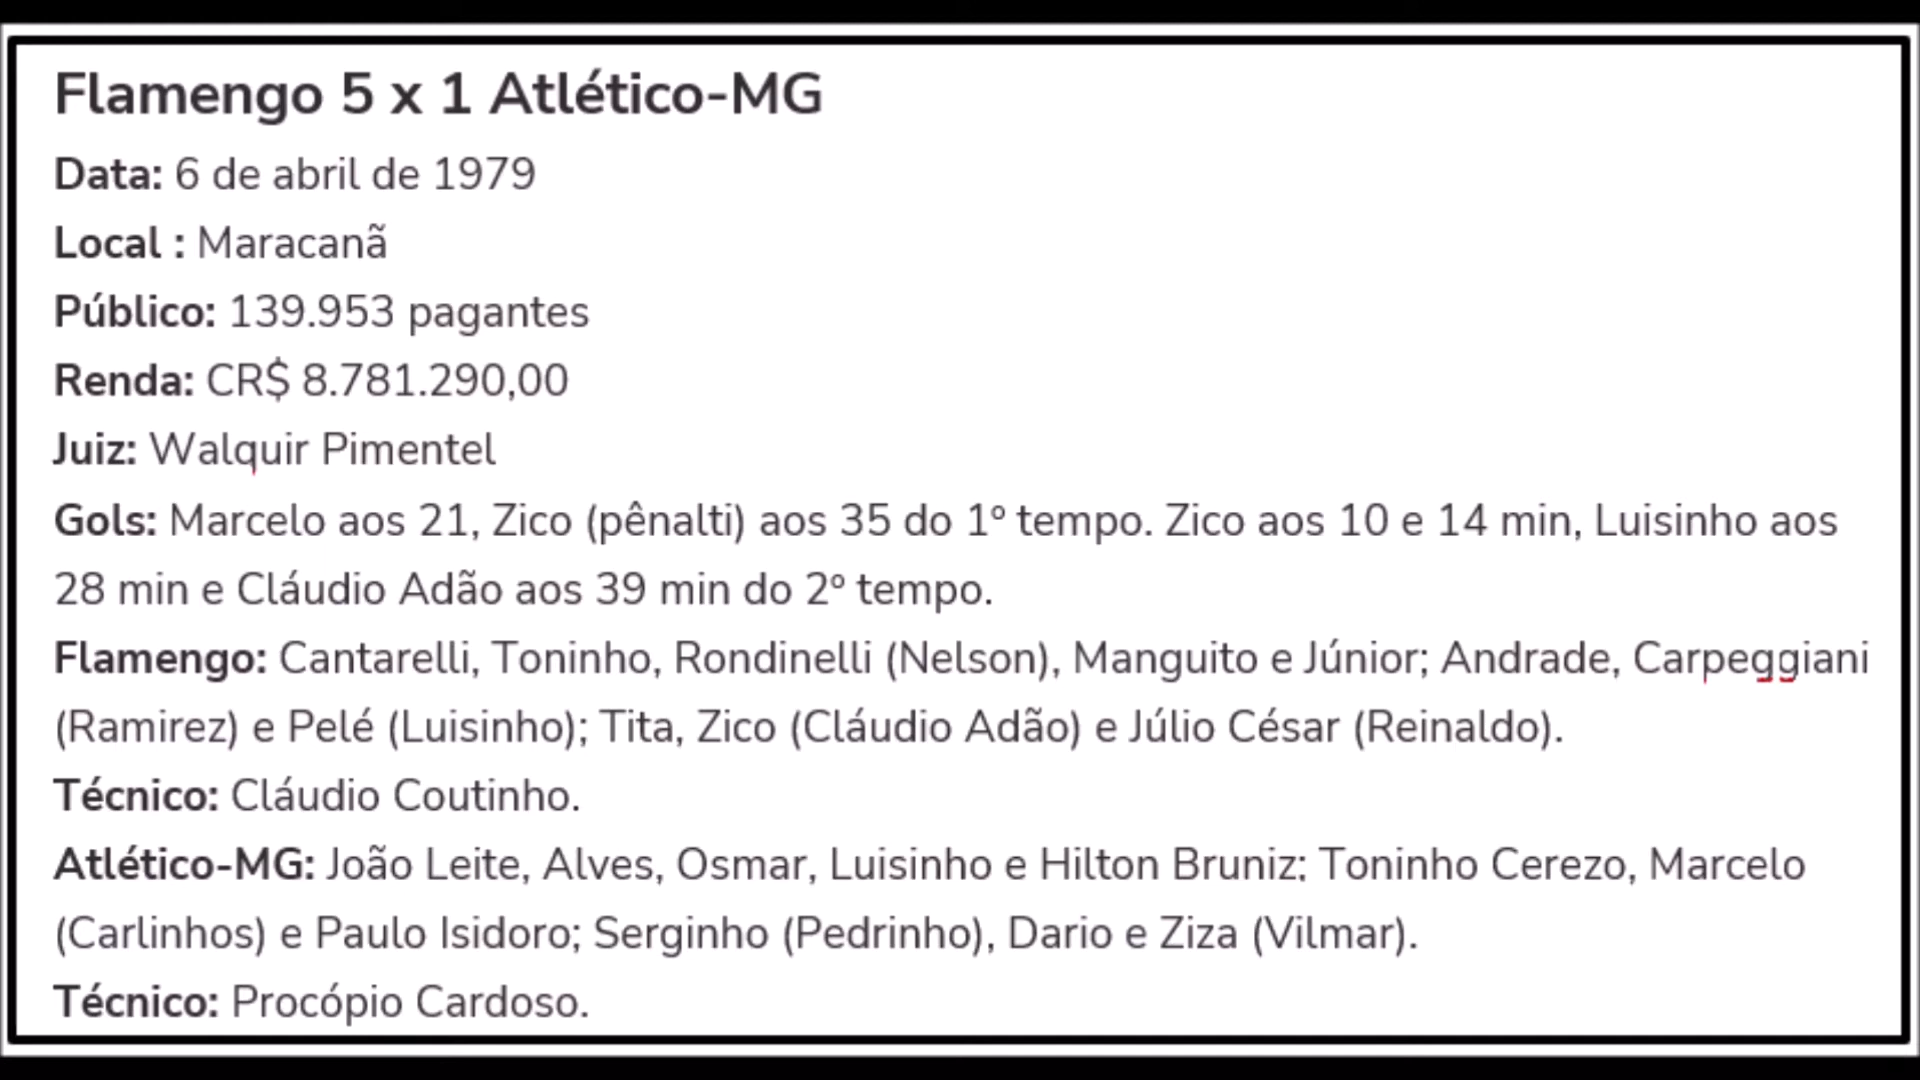 Flamengo 5 x 1 Atlético-MG
Data: 6 de abril de 1979
Local : Maracanã
Público: 139.953 pagantes
Renda: CR$ 8.781.290,00
Juiz: Walquir Pimentel
Gols: Marcelo aos 21, Zico (pênalti) aos 35 do 1º tempo. Zico aos 10 e 14 min, Luisinho aos
28 min e Cláudio Adão aos 39 min do 2º tempo.
Flamengo: Cantarelli, Toninho, Rondinelli (Nelson), Manguito e Júnior; Andrade, Carpeggiani
(Ramirez) e Pelé (Luisinho); Tita, Zico (Cláudio Adão) e Júlio César (Reinaldo).
Técnico: Cláudio Coutinho.
Atlético-MG: João Leite, Alves, Osmar, Luisinho e Hilton Bruniz; Toninho Cerezo, Marcelo
(Carlinhos) e Paulo Isidoro; Serginho (Pedrinho), Dario e Ziza (Vilmar).
Técnico: Procópio Cardoso.